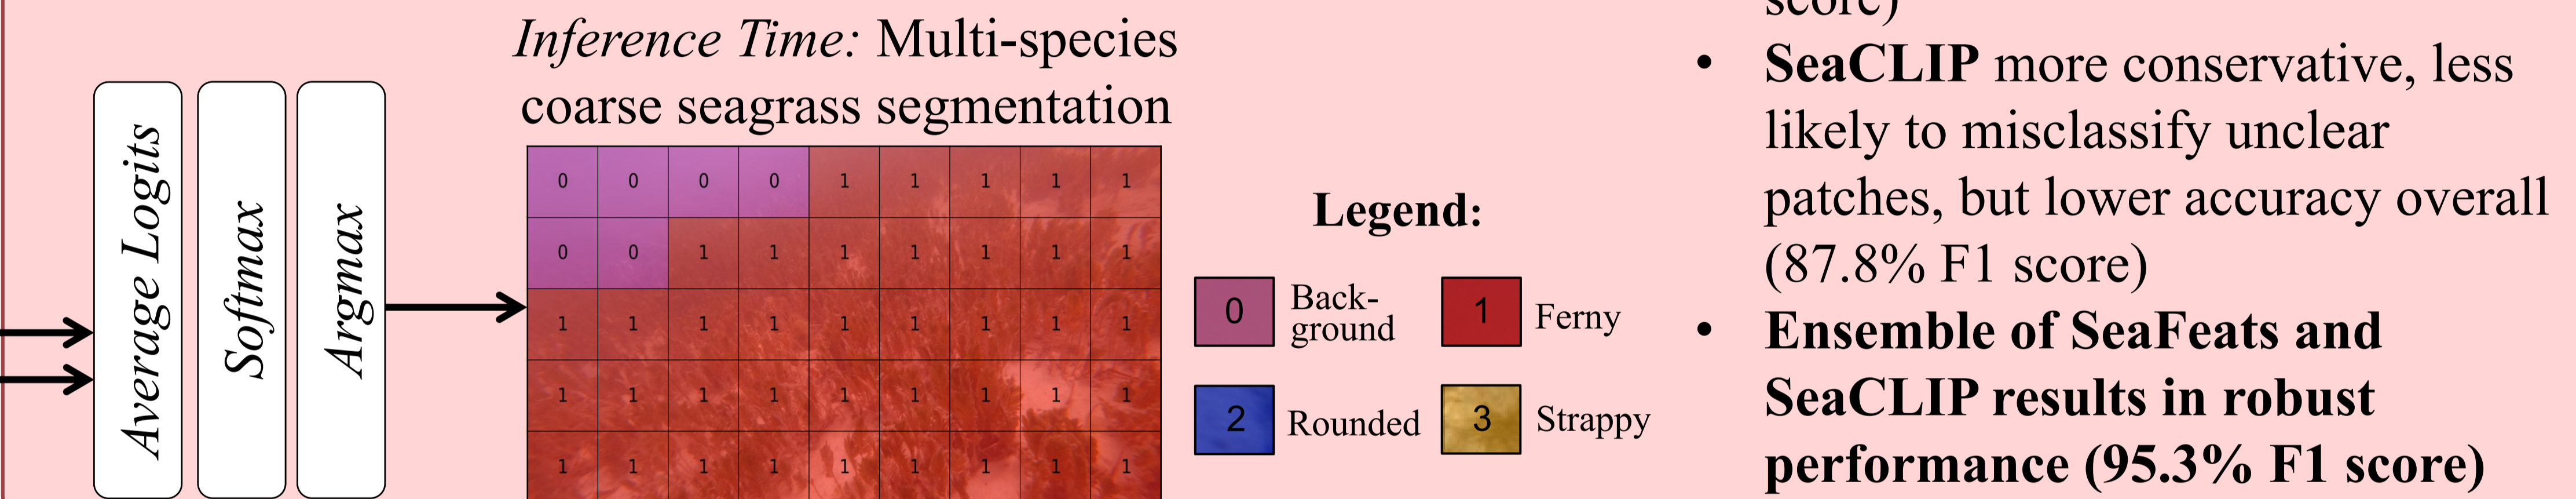 score)
Inference Time: Multi-species
coarse seagrass segmentation
Average Logits
Softmax
Argmax
0 0 0 0 1 1 1 1 1
0 0 1 1 1 1 1 1 1
1 1 1 1 1 1 1 1 1
1 1 1 1 1 1 1 1 1
1 1 1 1 1 1 1 1 1
Legend:
0 Back-
ground
1 Ferny
2 Rounded
3 Strappy
• SeaCLIP more conservative, less
likely to misclassify unclear
patches, but lower accuracy overall
(87.8% F1 score)
• Ensemble of SeaFeats and
SeaCLIP results in robust
performance (95.3% F1 score)